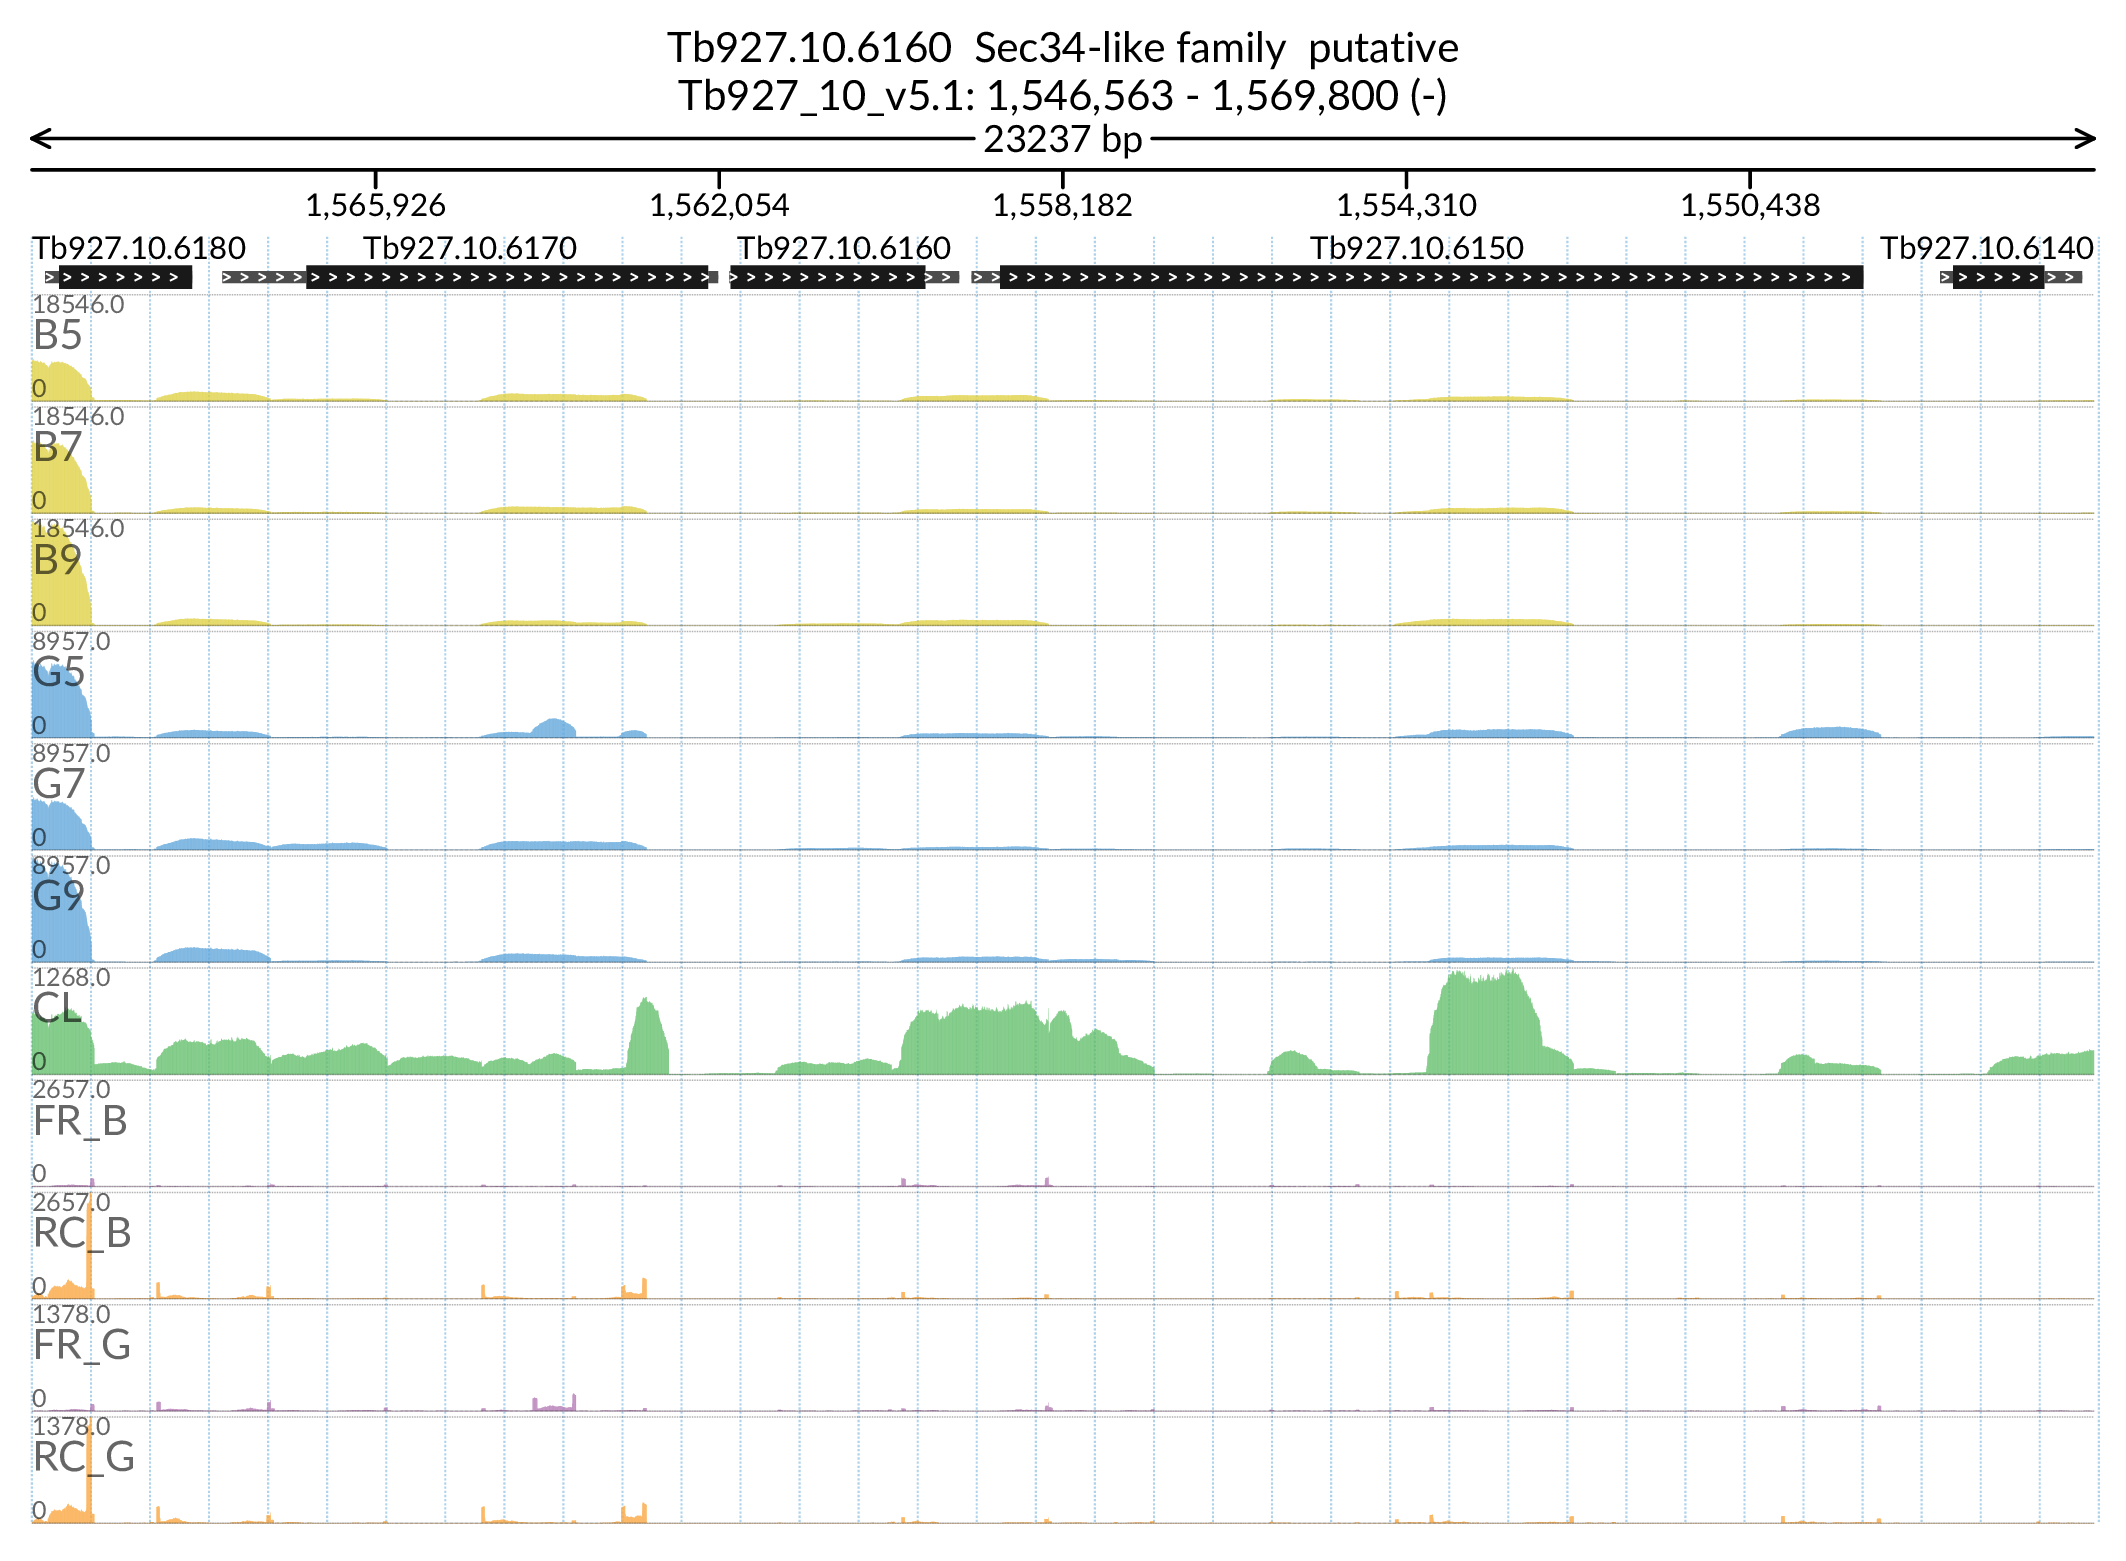 Tb927.10.6160  Sec34-like family  putative
Tb927_10_v5.1: 1,546,563 - 1,569,800 (-)
23237 bp
1,565,926 1,562,054 1,558,182 1,554,310 1,550,438
Tb927.10.6180 Tb927.10.6170 Tb927.10.6160 Tb927.10.6150 Tb927.10.6140
18546.0
B5
0
18546.0
B7
0
18546.0
B9
0
8957.0
G5
0
8957.0
G7
0
8957.0
G9
0
1268.0
CL
0
2657.0
FR_B
0
2657.0
RC_B
0
1378.0
FR_G
0
1378.0
RC_G
0